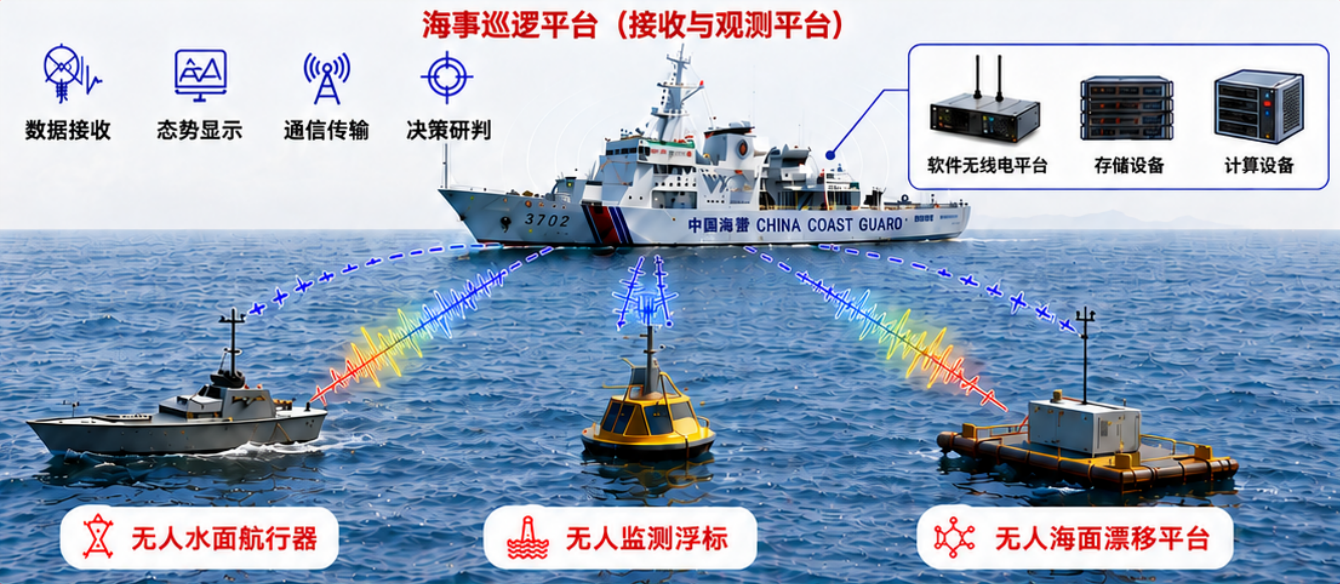 海事巡逻平台（接收与观测平台）
数据接收
态势显示
通信传输
决策研判
软件无线电平台
存储设备
计算设备
3702
中国海警 CHINA COAST GUARD
无人水面航行器
无人监测浮标
无人海面漂移平台